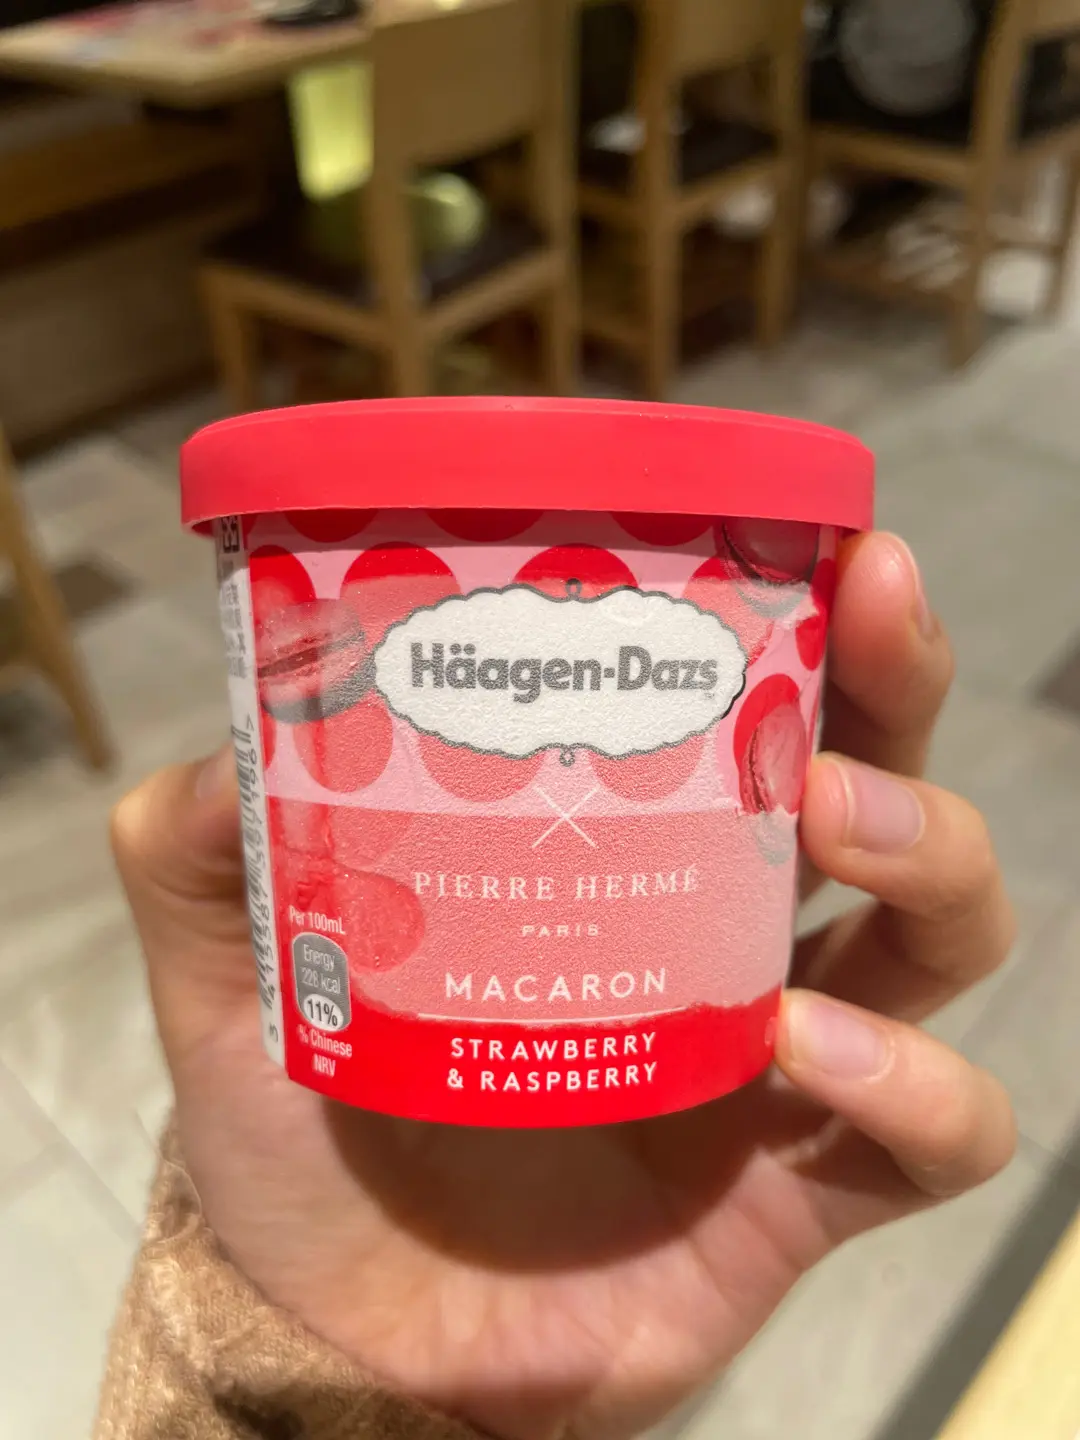 Häagen-Dazs
PIERRE HERMÉ
PARIS
MACARON
STRAWBERRY
& RASPBERRY
Per 100mL
Energy
228 kcal
11%
% Chinese
NRV